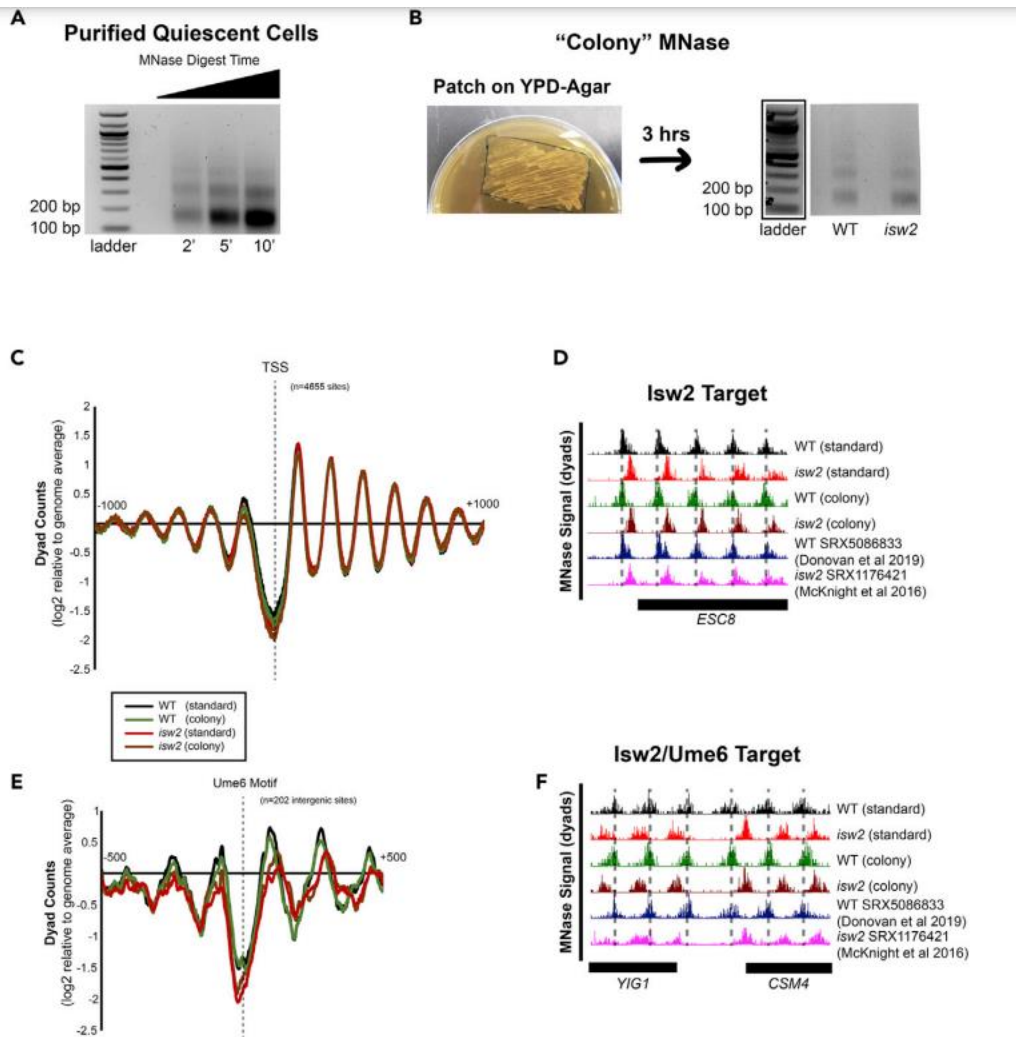 A
Purified Quiescent Cells
MNase Digest Time
200 bp
100 bp
ladder
2'
5'
10'
B
“Colony” MNase
Patch on YPD-Agar
3 hrs
200 bp
100 bp
ladder
WT
isw2
C
TSS
(n=4655 sites)
Dyad Counts
(log2 relative to genome average)
2
1.5
1
0.5
0
-0.5
-1
-1.5
-2
-2.5
-1000
+1000
WT (standard)
WT (colony)
isw2 (standard)
isw2 (colony)
D
Isw2 Target
MNase Signal (dyads)
WT (standard)
isw2 (standard)
WT (colony)
isw2 (colony)
WT SRX5086833
(Donovan et al 2019)
isw2 SRX1176421
(McKnight et al 2016)
ESC8
E
Ume6 Motif
(n=202 intergenic sites)
Dyad Counts
(log2 relative to genome average)
1
0.5
0
-0.5
-1
-1.5
-2
-2.5
-500
+500
F
Isw2/Ume6 Target
MNase Signal (dyads)
WT (standard)
isw2 (standard)
WT (colony)
isw2 (colony)
WT SRX5086833
(Donovan et al 2019)
isw2 SRX1176421
(McKnight et al 2016)
YIG1
CSM4